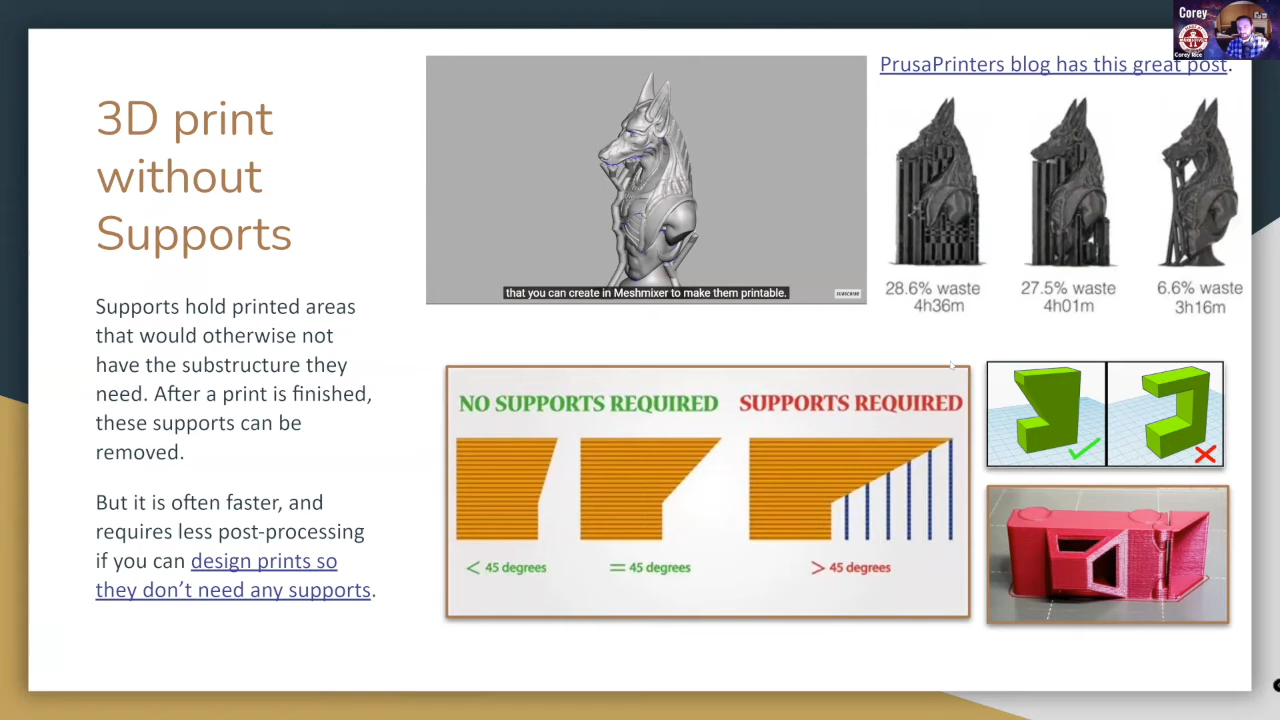 Corey
Corey Rice
PrusaPrinters blog has this great post.
3D print
without
Supports
Supports hold printed areas
that would otherwise not
have the substructure they
need. After a print is finished,
these supports can be
removed.
But it is often faster, and
requires less post-processing
if you can design prints so
they don't need any supports.
that you can create in Meshmixer to make them printable.
SUBSCRIBE
28.6% waste
4h36m
27.5% waste
4h01m
6.6% waste
3h16m
NO SUPPORTS REQUIRED
SUPPORTS REQUIRED
< 45 degrees
= 45 degrees
> 45 degrees